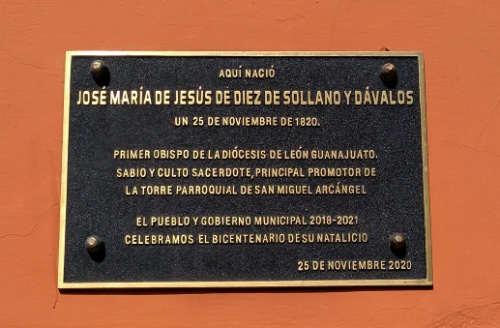 AQUÍ NACIÓ
JOSÉ MARÍA DE JESÚS DE DIEZ DE SOLLANO Y DÁVALOS
UN 25 DE NOVIEMBRE DE 1820.
PRIMER OBISPO DE LA DIÓCESIS DE LEÓN GUANAJUATO.
SABIO Y CULTO SACERDOTE, PRINCIPAL PROMOTOR DE
LA TORRE PARROQUIAL DE SAN MIGUEL ARCÁNGEL
EL PUEBLO Y GOBIERNO MUNICIPAL 2018-2021
CELEBRAMOS EL BICENTENARIO DE SU NATALICIO
25 DE NOVIEMBRE 2020